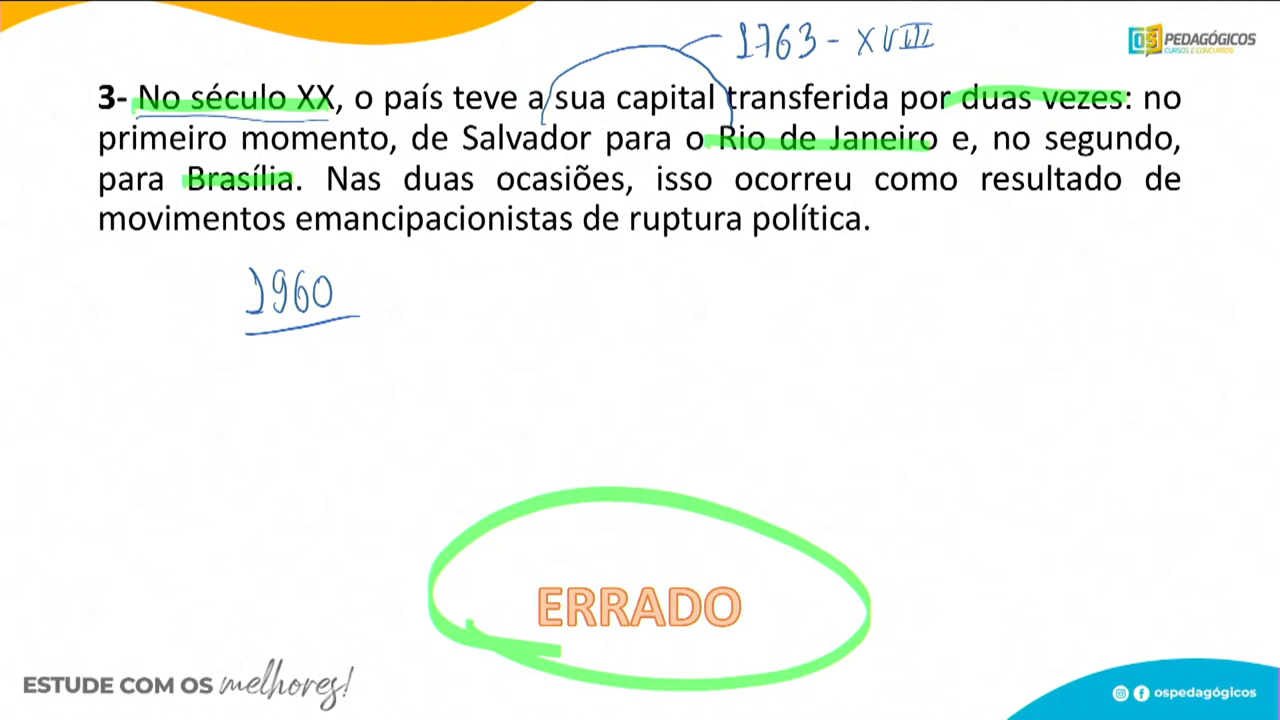 1763 - XVIII
OS PEDAGÓGICOS
CURSOS E CONCURSOS
3- No século XX, o país teve a sua capital transferida por duas vezes: no
primeiro momento, de Salvador para o Rio de Janeiro e, no segundo,
para Brasília. Nas duas ocasiões, isso ocorreu como resultado de
movimentos emancipacionistas de ruptura política.
1960
ERRADO
ESTUDE COM OS melhores!
ospedagógicos